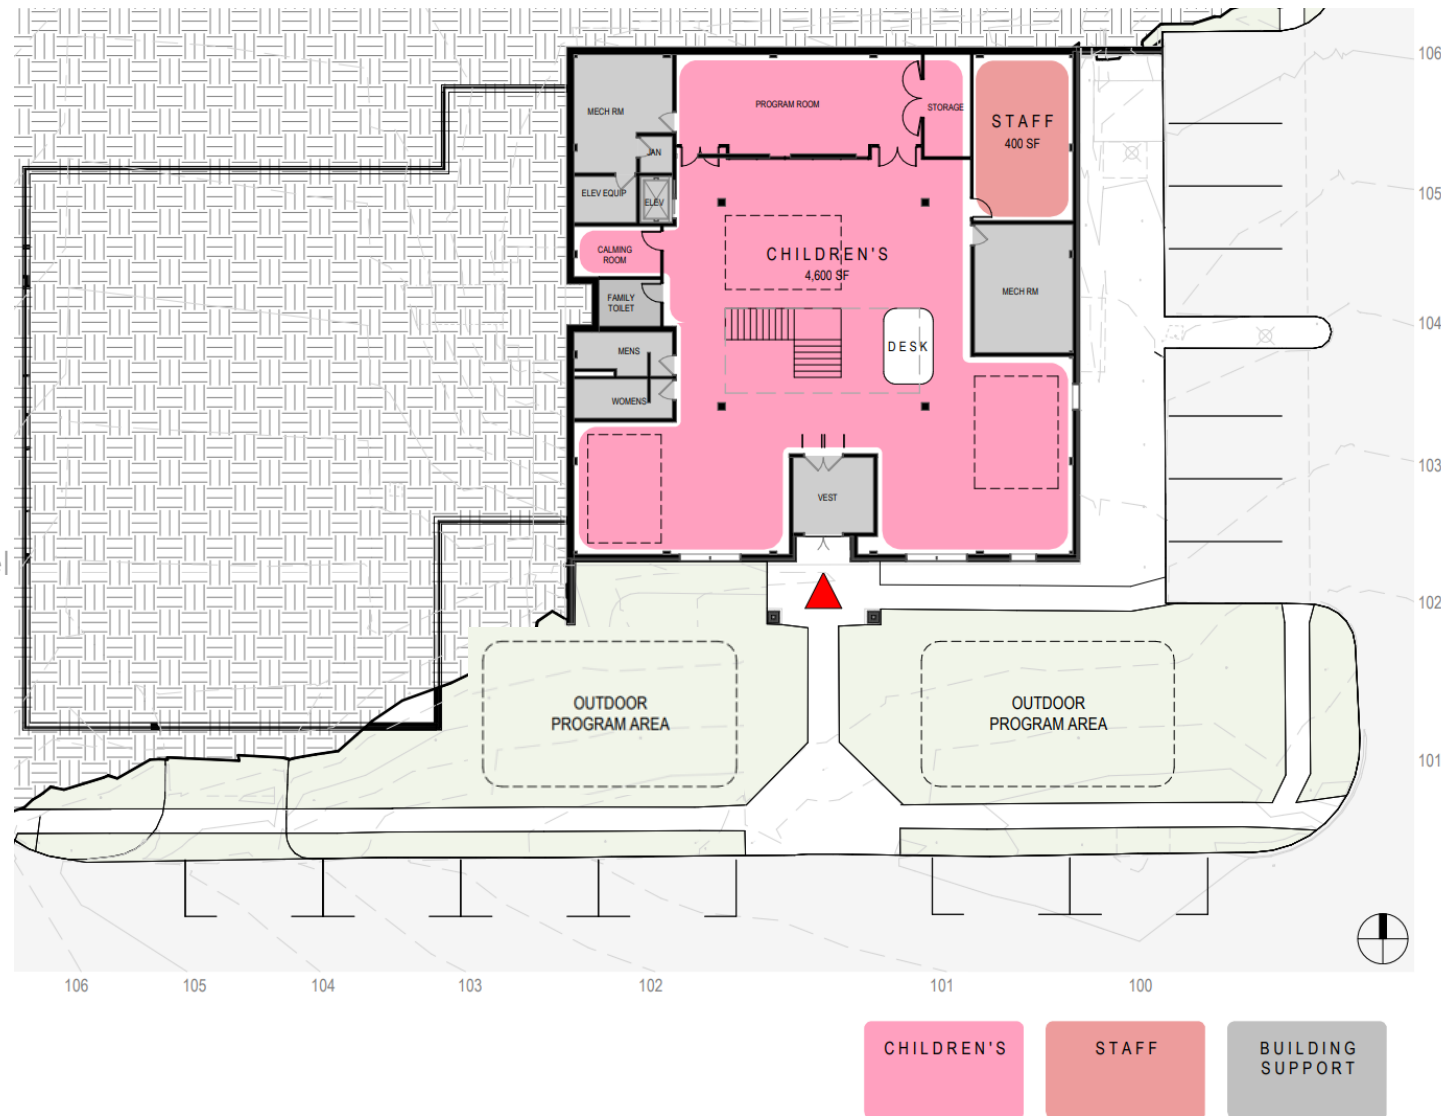 106
MECH RM
PROGRAM ROOM
STORAGE
STAFF
400 SF
JAN
ELEV EQUIP
ELEV
105
CALMING
ROOM
CHILDREN'S
4,600 SF
MECH RM
FAMILY
TOILET
104
DESK
MENS
WOMENS
103
VEST
el
102
OUTDOOR
PROGRAM AREA
OUTDOOR
PROGRAM AREA
101
106 105 104 103 102 101 100
CHILDREN'S
STAFF
BUILDING
SUPPORT